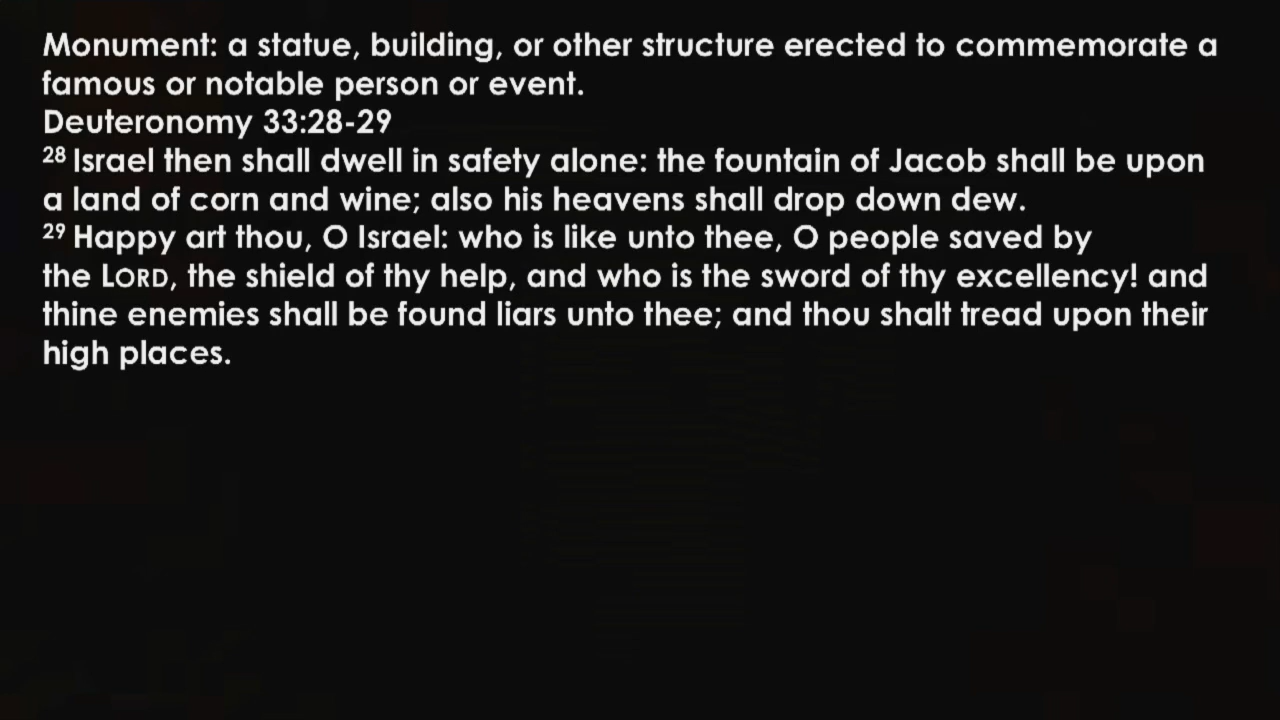 Monument: a statue, building, or other structure erected to commemorate a
famous or notable person or event.
Deuteronomy 33:28-29
28 Israel then shall dwell in safety alone: the fountain of Jacob shall be upon
a land of corn and wine; also his heavens shall drop down dew.
29 Happy art thou, O Israel: who is like unto thee, O people saved by
the LORD, the shield of thy help, and who is the sword of thy excellency! and
thine enemies shall be found liars unto thee; and thou shalt tread upon their
high places.